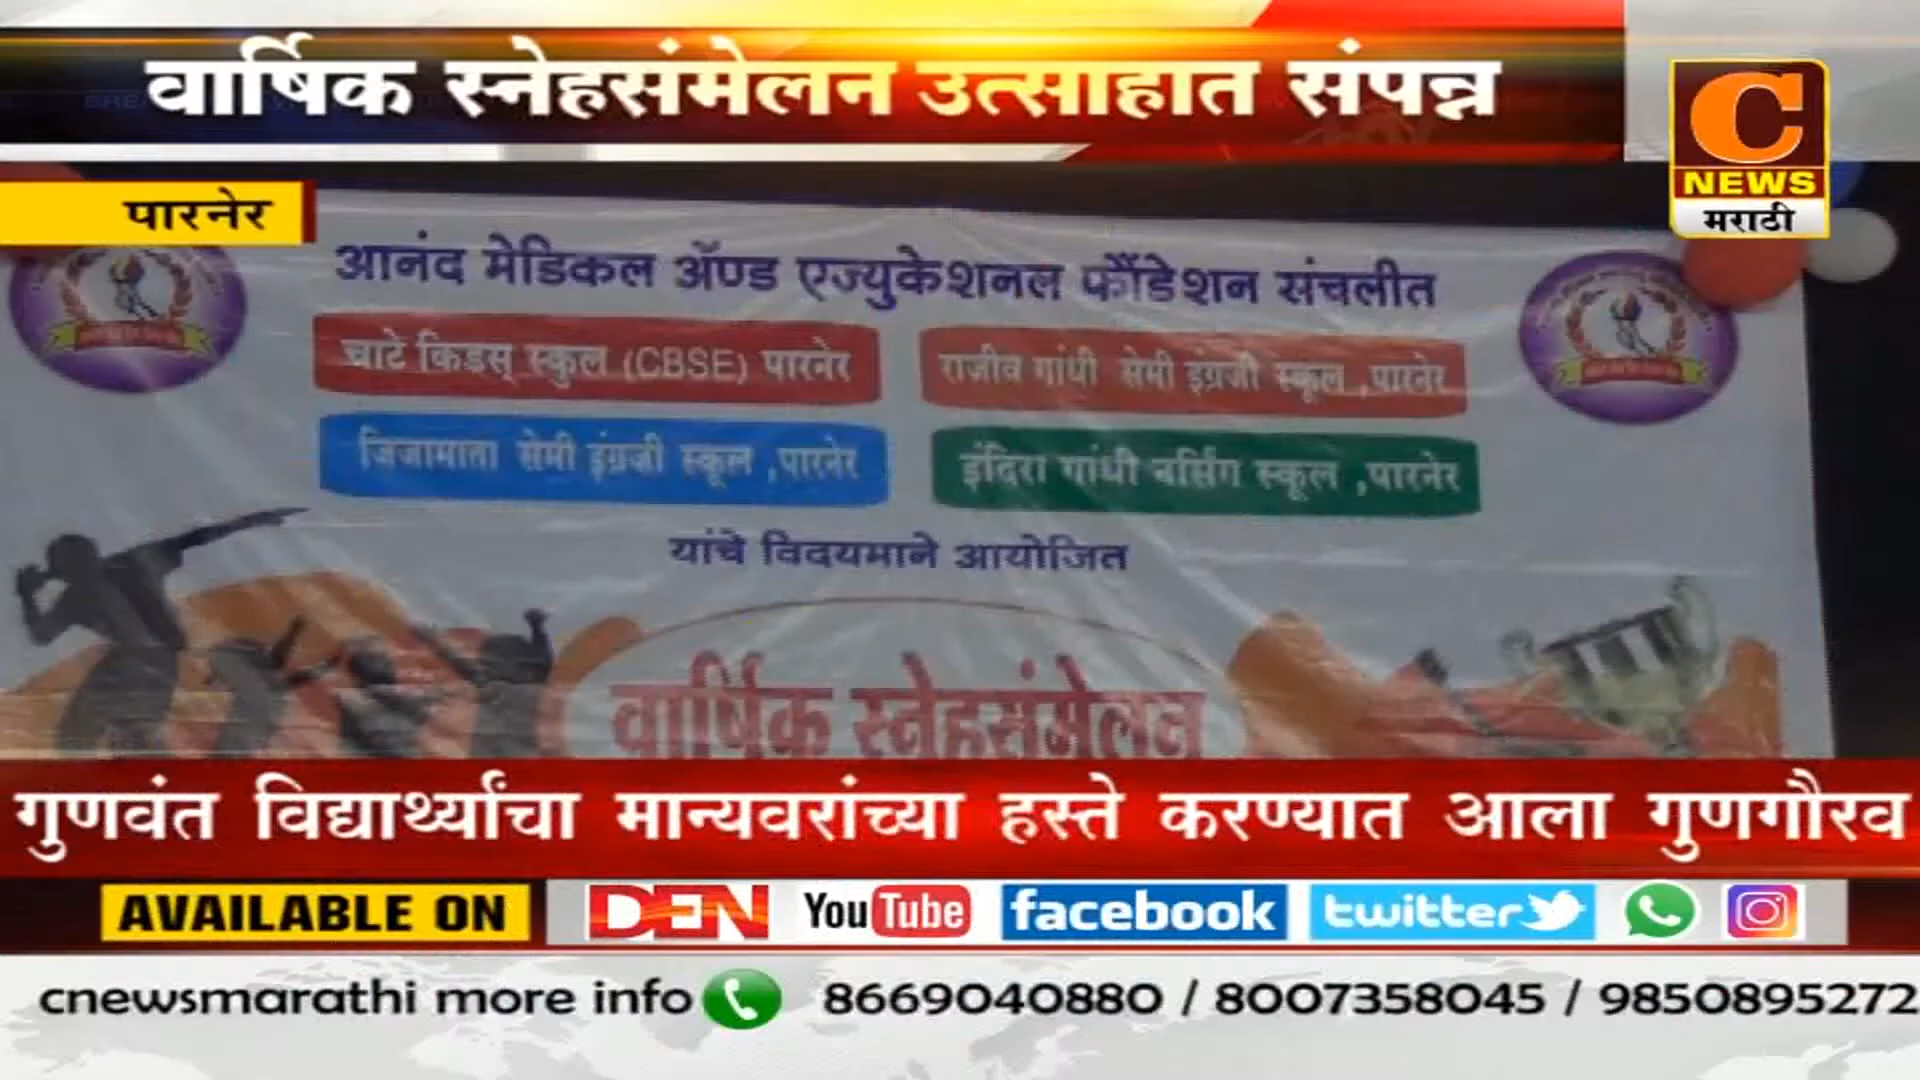 वार्षिक स्नेहसंमेलन उत्साहात संपन्न
C
NEWS
मराठी
पारनेर
आनंद मेडिकल ॲण्ड एज्युकेशनल फौंडेशन संचलीत
चाटे किडस् स्कुल (CBSE) पारनेर
राजीव गांधी सेमी इंग्रजी स्कूल ,पारनेर
जिजामाता सेमी इंग्रजी स्कूल ,पारनेर
इंदिरा गांधी नर्सिंग स्कूल ,पारनेर
यांचे विदयमाने आयोजित
वार्षिक स्नेहसंमेलन
गुणवंत विद्यार्थ्यांचा मान्यवरांच्या हस्ते करण्यात आला गुणगौरव
AVAILABLE ON DEN YouTube facebook twitter
cnewsmarathi more info 8669040880 / 8007358045 / 9850895272